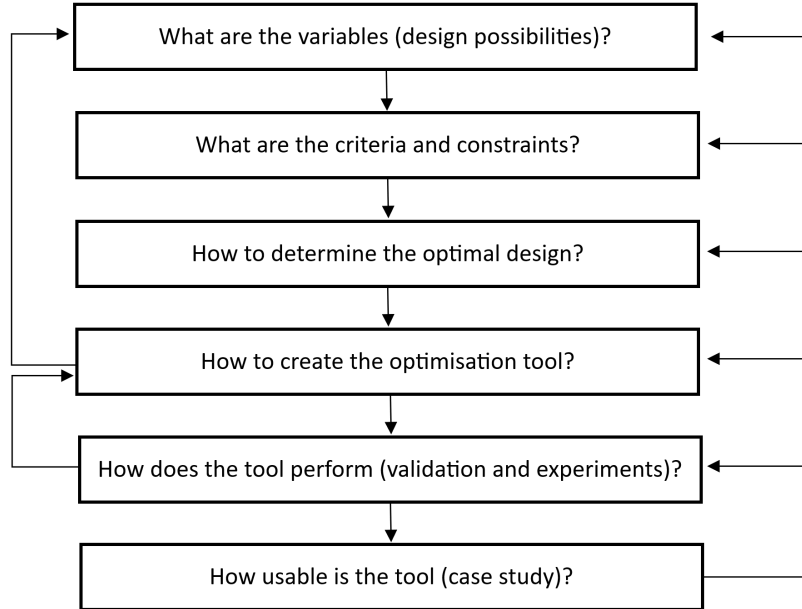 What are the variables (design possibilities)?
What are the criteria and constraints?
How to determine the optimal design?
How to create the optimisation tool?
How does the tool perform (validation and experiments)?
How usable is the tool (case study)?